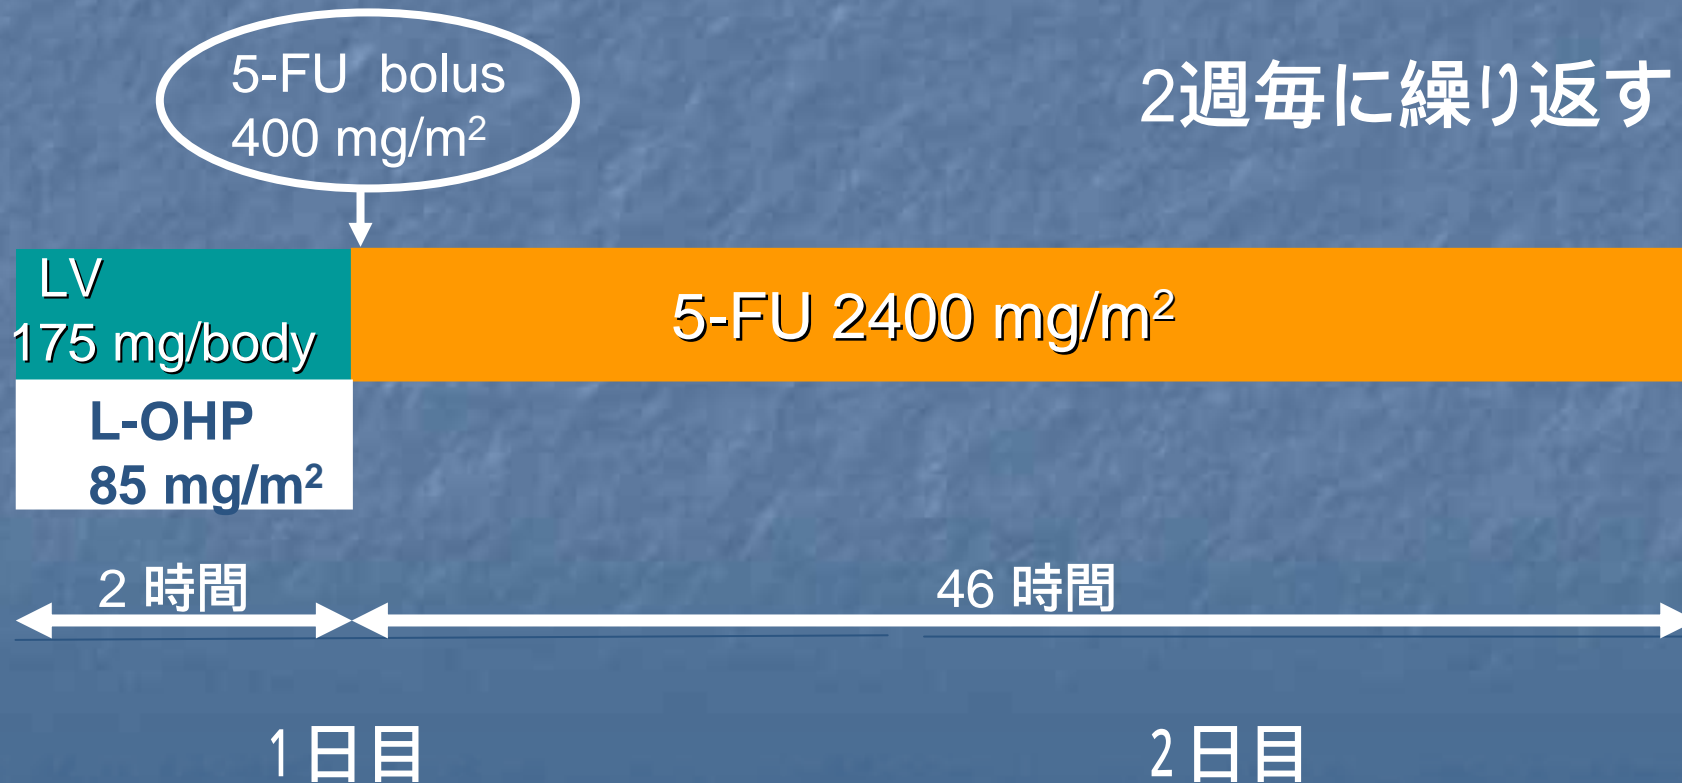 5-FU bolus
400 mg/m²
2週毎に繰り返す
LV
175 mg/body
5-FU 2400 mg/m²
L-OHP
85 mg/m²
2 時間
46 時間
1日目
2日目